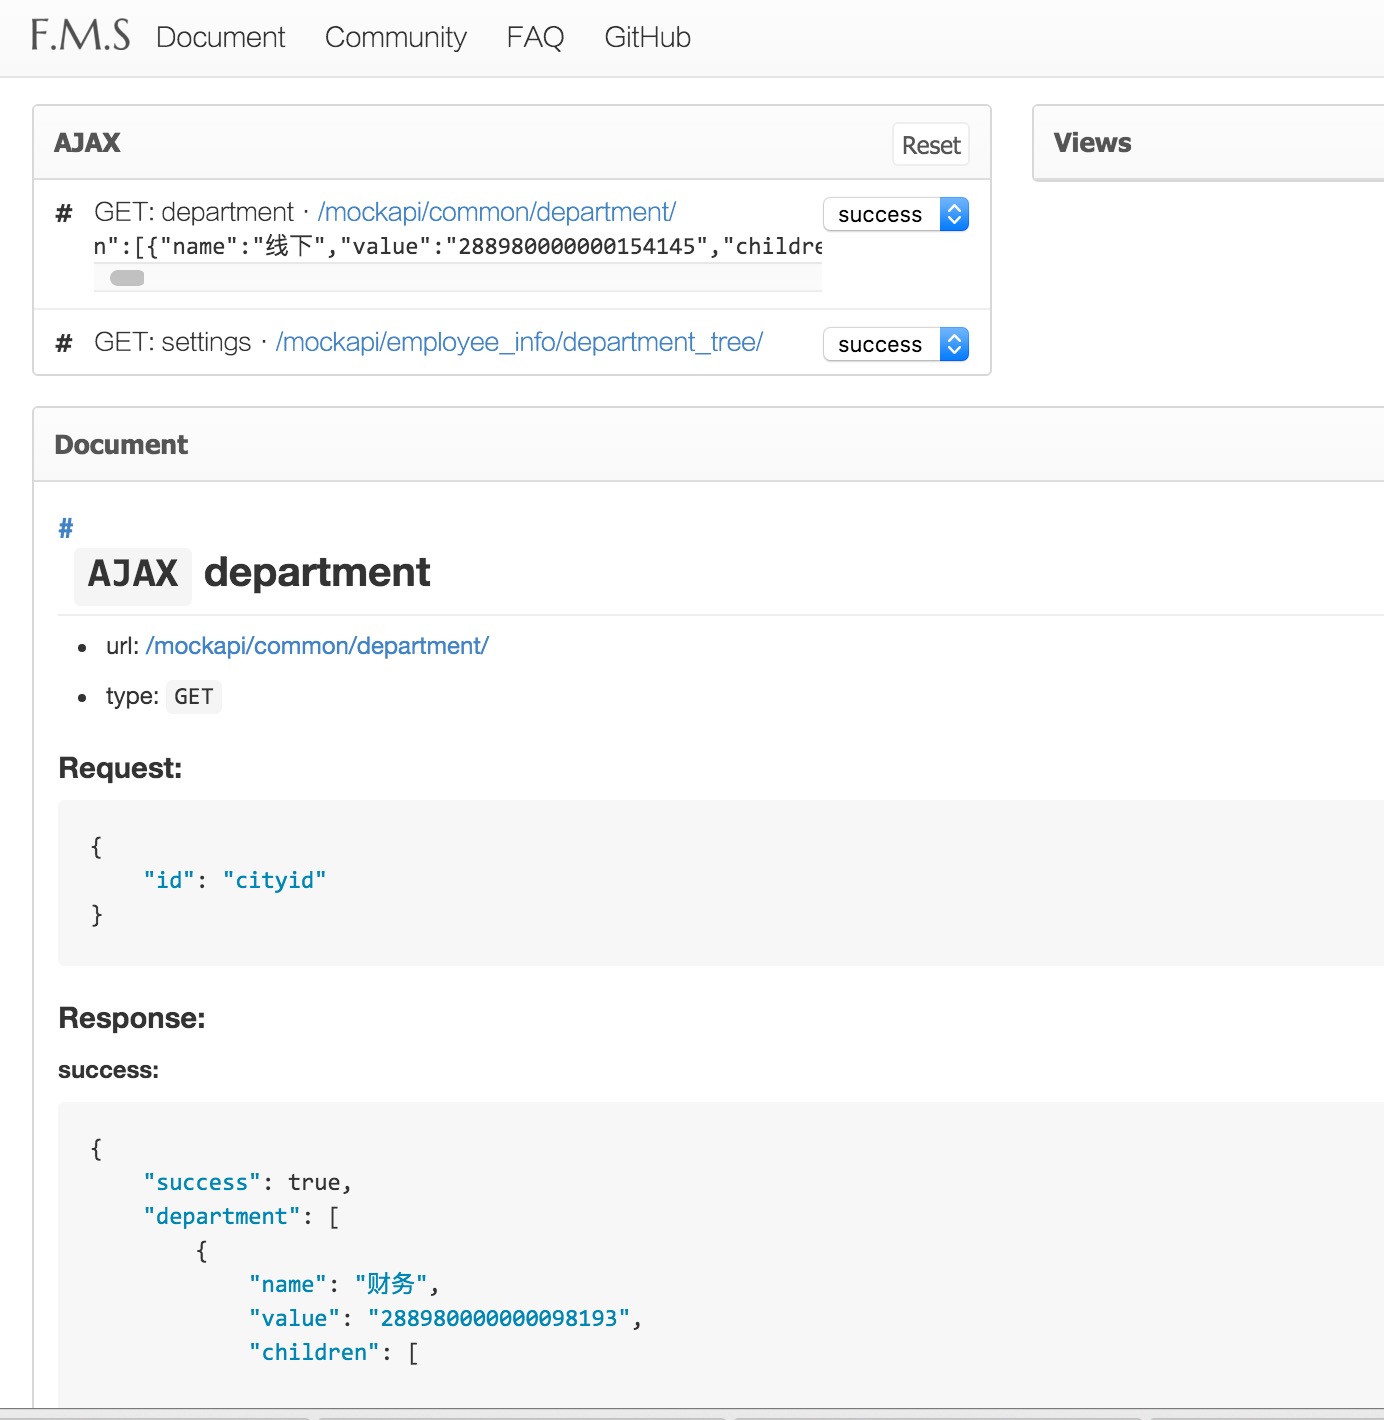 F.M.S Document Community FAQ GitHub
AJAX
Reset
# GET: department · /mockapi/common/department/
success
n":[{"name":"线下","value":"288980000000154145","childre
# GET: settings · /mockapi/employee_info/department_tree/
success
Views
Document
#
AJAX department
• url: /mockapi/common/department/
• type: GET
Request:
{
"id": "cityid"
}
Response:
success:
{
"success": true,
"department": [
{
"name": "财务",
"value": "288980000000098193",
"children": [